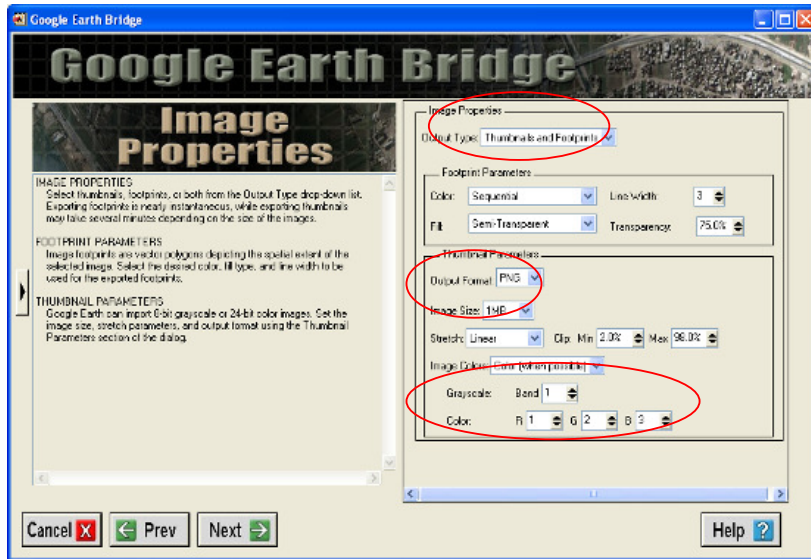 Google Earth Bridge
Google Earth Bridge
Image
Properties
IMAGE PROPERTIES
Select thumbnails, footprints, or both from the Output Type drop-down list.
Exporting footprints is nearly instantaneous, while exporting thumbnails
may take several minutes depending on the size of the images.
FOOTPRINT PARAMETERS
Image footprints are vector polygons depicting the spatial extent of the
selected image. Select the desired color, fill type, and line width to be
used for the exported footprints.
THUMBNAIL PARAMETERS
Google Earth can import 8-bit grayscale or 24-bit color images. Set the
image size, stretch parameters, and output format using the Thumbnail
Parameters section of the dialog.
Image Properties
Output Type: Thumbnails and Footprints
Footprint Parameters
Color: Sequential Line Width: 3
Fill: Semi-Transparent Transparency: 75.0%
Thumbnail Parameters
Output Format: PNG
Image Size: 1MB
Stretch: Linear Clip: Min 2.0% Max 98.0%
Image Colors: Color (when possible)
Grayscale: Band 1
Color: R 1 G 2 B 3
Cancel X Prev Next Help ?